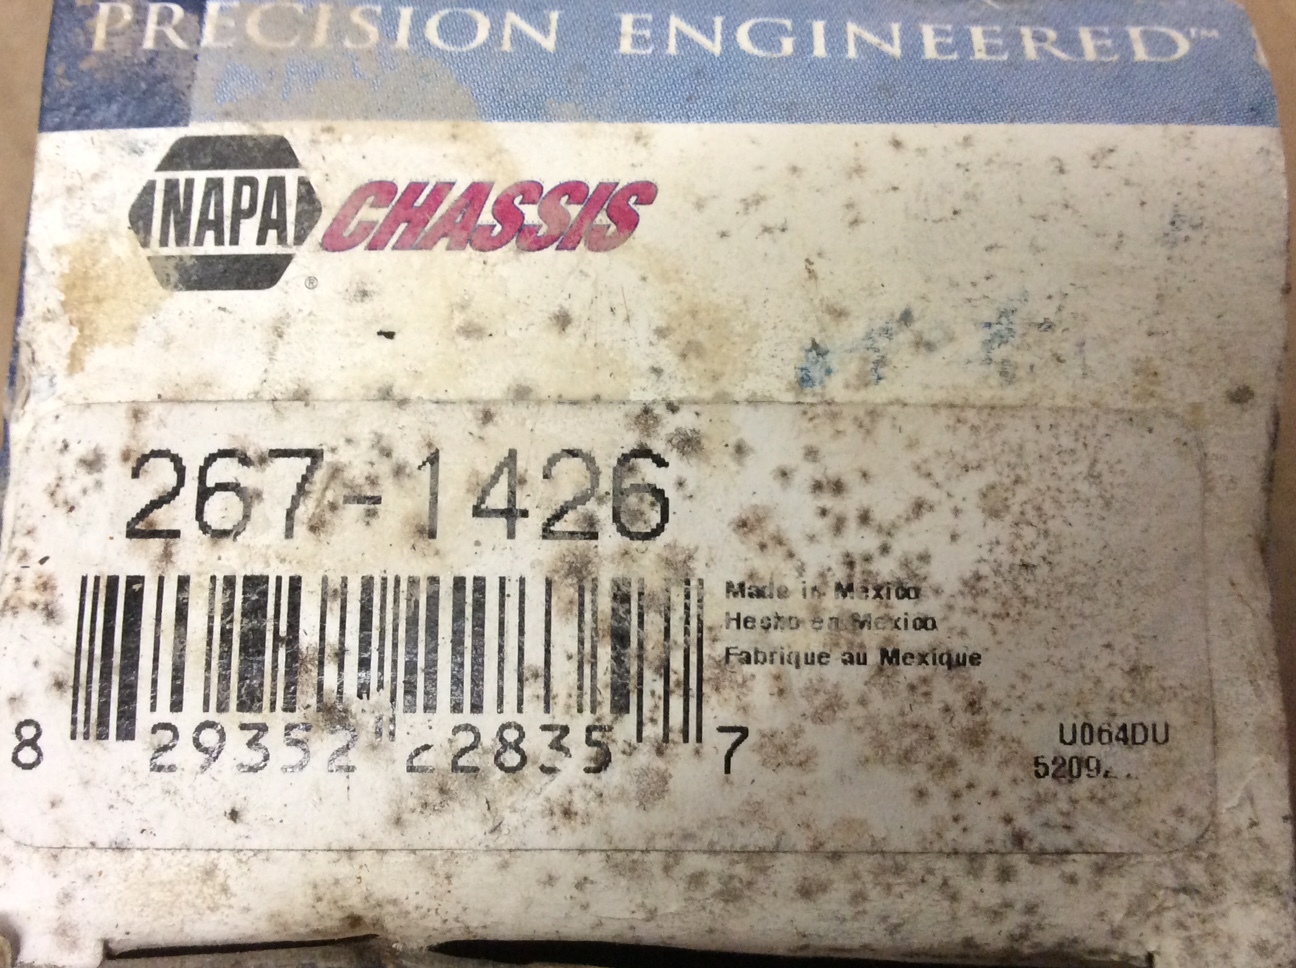 PRECISION ENGINEERED™
NAPA CHASSIS
®
267-1426
Made in Mexico
Hecho en Mexico
Fabrique au Mexique
8 29352 22835 7
U064DU